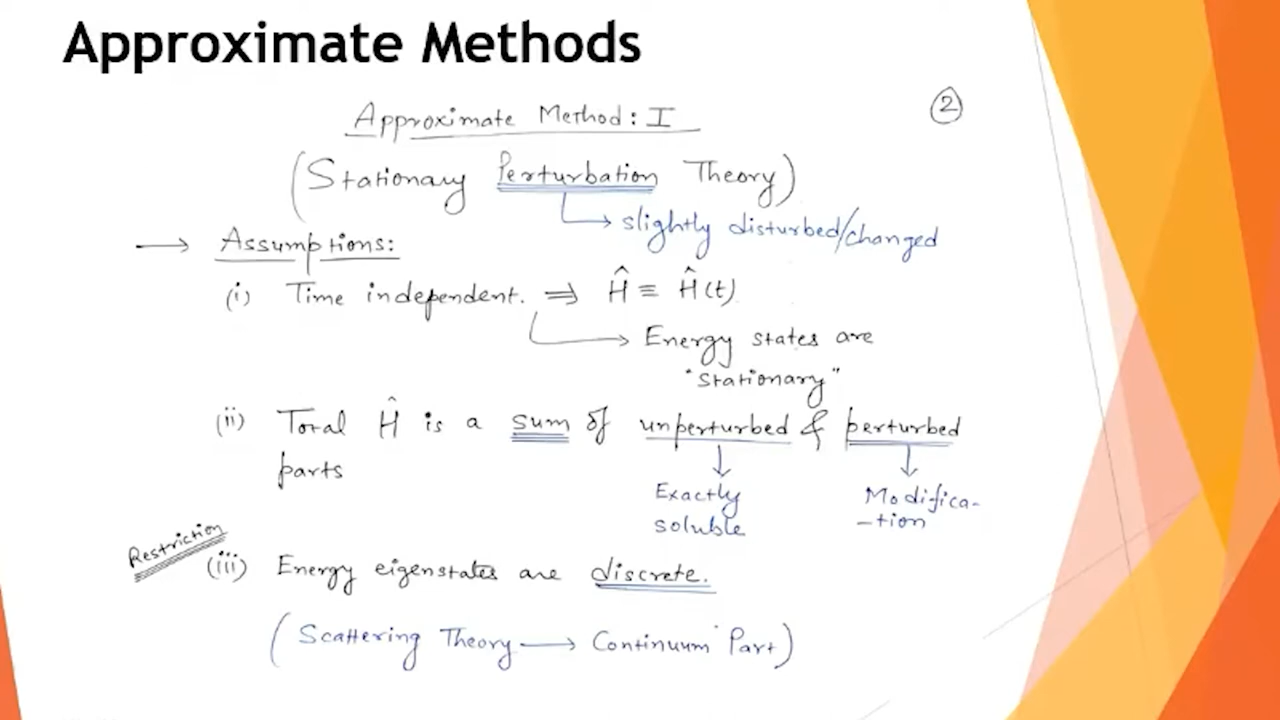 Approximate Methods
Approximate Method: I
②
(Stationary Perturbation Theory)
slightly disturbed/changed
→ Assumptions:
(i) Time independent. ⇒ Ĥ ≡ Ĥ(t)
→ Energy states are
"stationary"
(ii) Total Ĥ is a sum of unperturbed & perturbed
parts
Exactly
soluble
Modifica-
-tion
Restriction
(iii) Energy eigenstates are discrete.
(Scattering Theory → Continuum Part)